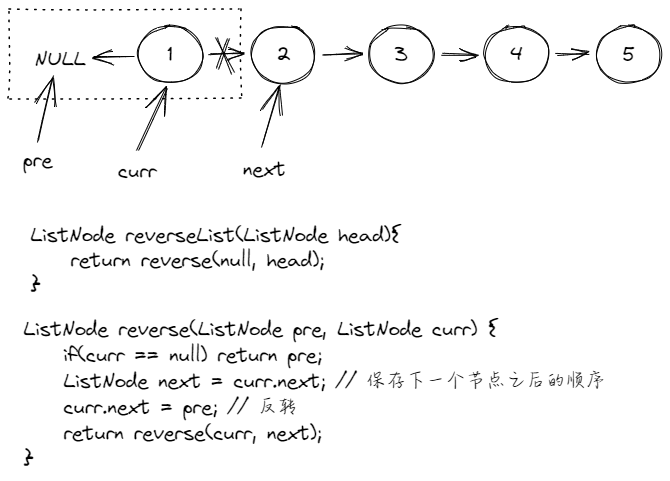 NULL 1 2 3 4 5
pre curr next
ListNode reverseList(ListNode head){
return reverse(null, head);
}
ListNode reverse(ListNode pre, ListNode curr) {
if(curr == null) return pre;
ListNode next = curr.next; // 保存下一个节点之后的顺序
curr.next = pre; // 反转
return reverse(curr, next);
}